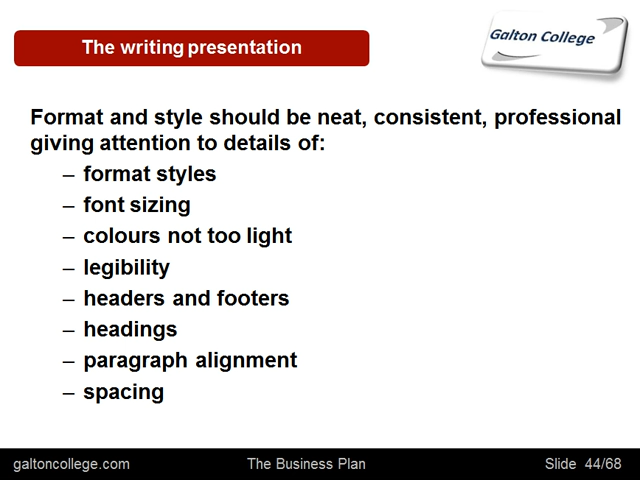 The writing presentation
Galton College
Format and style should be neat, consistent, professional
giving attention to details of:
– format styles
– font sizing
– colours not too light
– legibility
– headers and footers
– headings
– paragraph alignment
– spacing
galtoncollege.com The Business Plan Slide 44/68